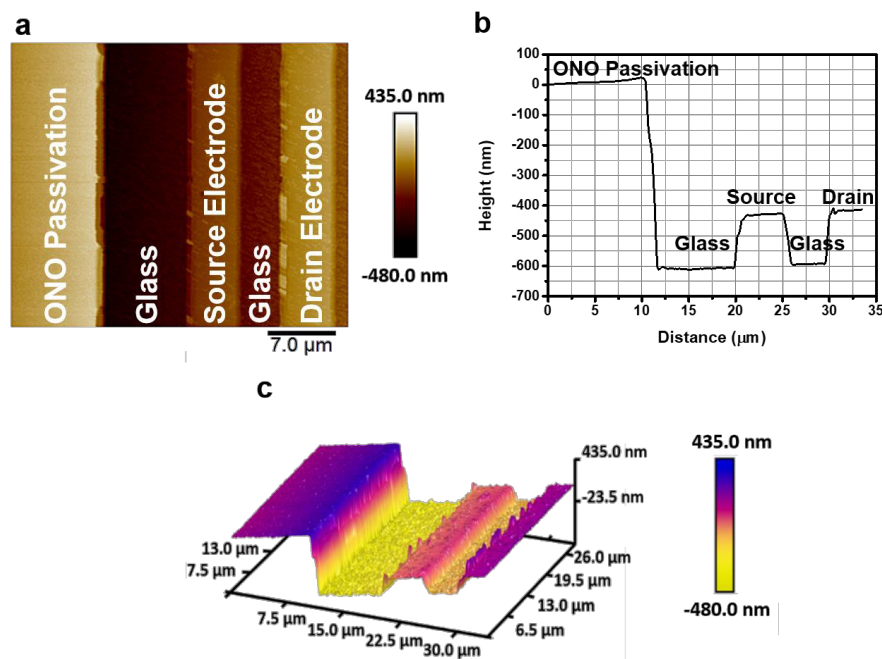 a
ONO Passivation
Glass
Source Electrode
Glass
Drain Electrode
435.0 nm
-480.0 nm
7.0 µm
b
100
0
-100
-200
-300
-400
-500
-600
-700
Height (nm)
ONO Passivation
Source
Drain
Glass
Glass
0
5
10
15
20
25
30
35
Distance (µm)
c
435.0 nm
-23.5 nm
13.0 µm
7.5 µm
7.5 µm
15.0 µm
22.5 µm
30.0 µm
26.0 µm
19.5 µm
13.0 µm
6.5 µm
435.0 nm
-480.0 nm